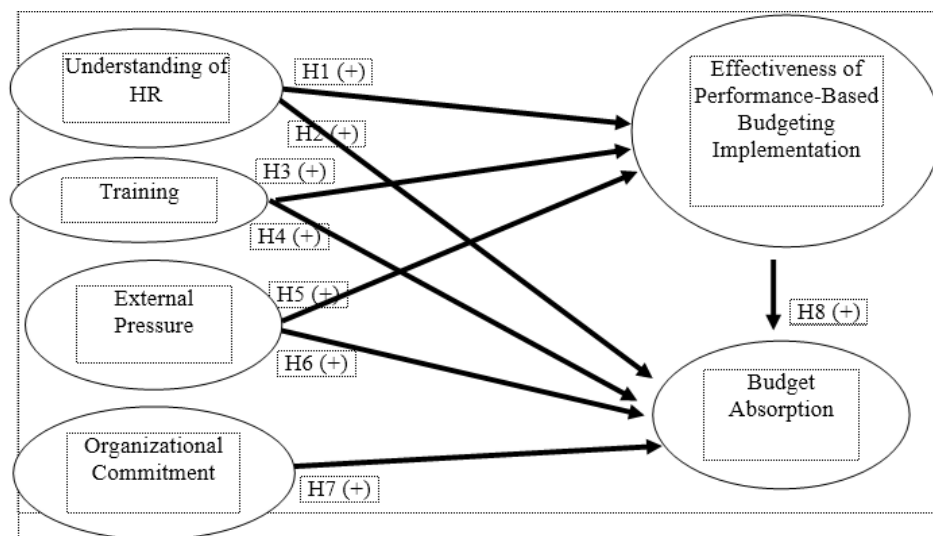 Understanding of
HR
H1 (+)
H2 (+)
Effectiveness of
Performance-Based
Budgeting
Implementation
Training
H3 (+)
H4 (+)
External
Pressure
H5 (+)
H6 (+)
H8 (+)
Budget
Absorption
Organizational
Commitment
H7 (+)